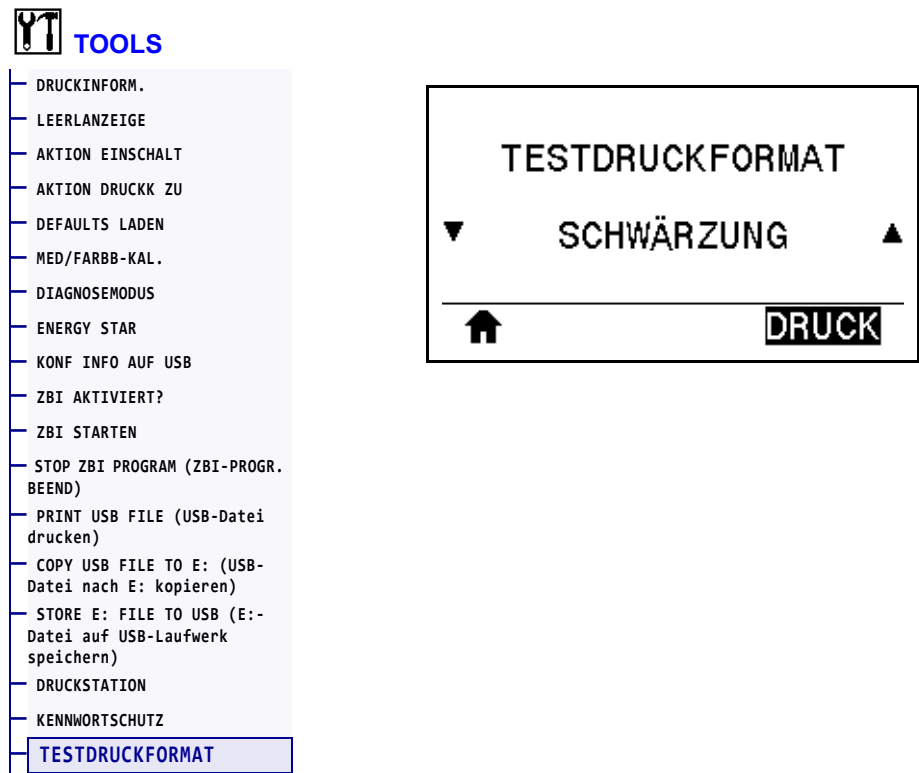 TOOLS
DRUCKINFORM.
LEERLANZEIGE
AKTION EINSCHALT
AKTION DRUCKK ZU
DEFAULTS LADEN
MED/FARBB-KAL.
DIAGNOSEMODUS
ENERGY STAR
KONF INFO AUF USB
ZBI AKTIVIERT?
ZBI STARTEN
STOP ZBI PROGRAM (ZBI-PROGR.
BEEND)
PRINT USB FILE (USB-Datei
drucken)
COPY USB FILE TO E: (USB-
Datei nach E: kopieren)
STORE E: FILE TO USB (E:-
Datei auf USB-Laufwerk
speichern)
DRUCKSTATION
KENNWORTSCHUTZ
TESTDRUCKFORMAT
TESTDRUCKFORMAT
SCHWÄRZUNG
DRUCK